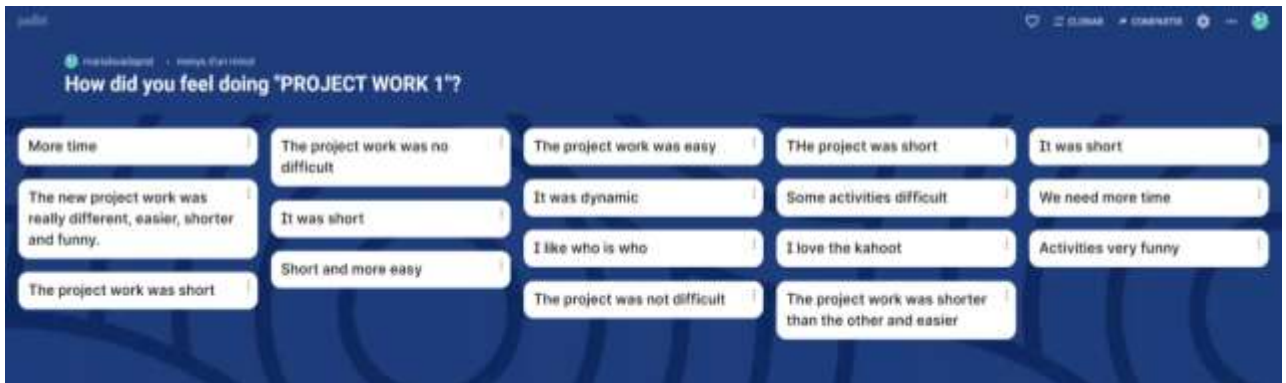 padlet
CLONAR
COMPARTIR
How did you feel doing "PROJECT WORK 1"?
More time
The new project work was
really different, easier, shorter
and funny.
The project work was short
The project work was no
difficult
It was short
Short and more easy
The project work was easy
It was dynamic
I like who is who
The project was not difficult
THe project was short
Some activities difficult
I love the kahoot
The project work was shorter
than the other and easier
It was short
We need more time
Activities very funny